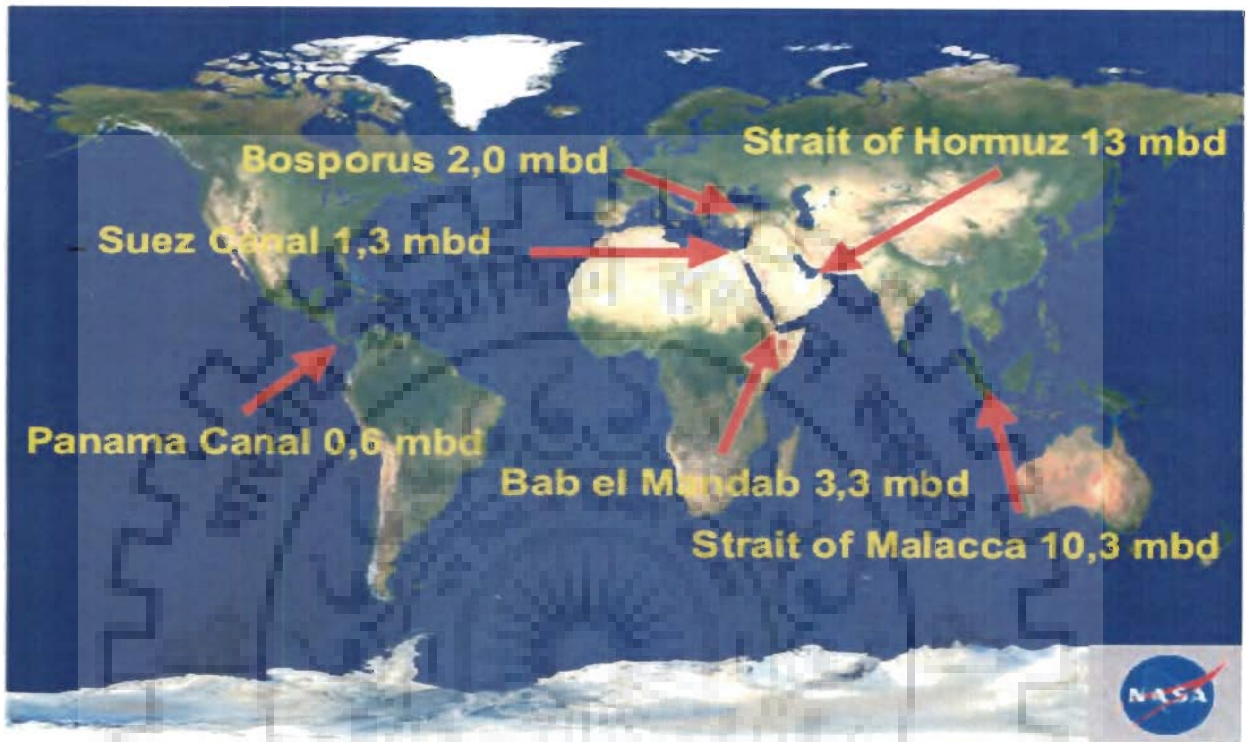 Strait of Hormuz 13 mbd
Bosporus 2,0 mbd
Suez Canal 1,3 mbd
Panama Canal 0,6 mbd
Bab el Mandab 3,3 mbd
Strait of Malacca 10,3 mbd
NASA